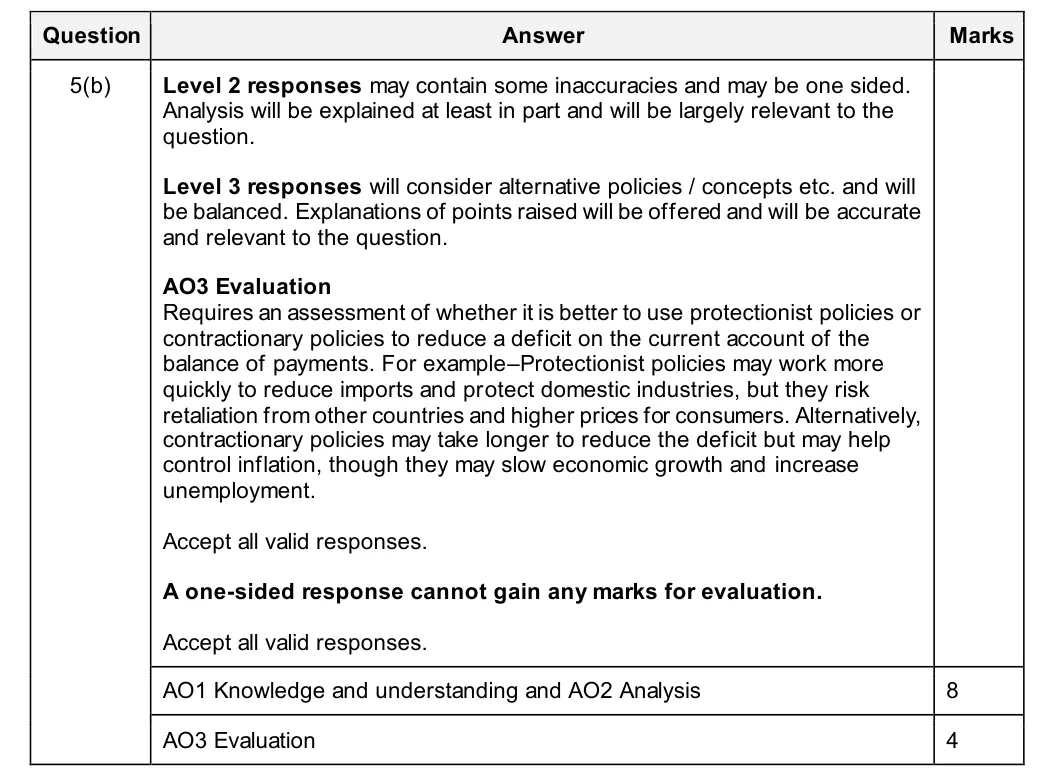 Question Answer Marks
5(b) Level 2 responses may contain some inaccuracies and may be one sided.
Analysis will be explained at least in part and will be largely relevant to the
question.
Level 3 responses will consider alternative policies / concepts etc. and will
be balanced. Explanations of points raised will be offered and will be accurate
and relevant to the question.
AO3 Evaluation
Requires an assessment of whether it is better to use protectionist policies or
contractionary policies to reduce a deficit on the current account of the
balance of payments. For example–Protectionist policies may work more
quickly to reduce imports and protect domestic industries, but they risk
retaliation from other countries and higher prices for consumers. Alternatively,
contractionary policies may take longer to reduce the deficit but may help
control inflation, though they may slow economic growth and increase
unemployment.
Accept all valid responses.
A one-sided response cannot gain any marks for evaluation.
Accept all valid responses.
AO1 Knowledge and understanding and AO2 Analysis 8
AO3 Evaluation 4